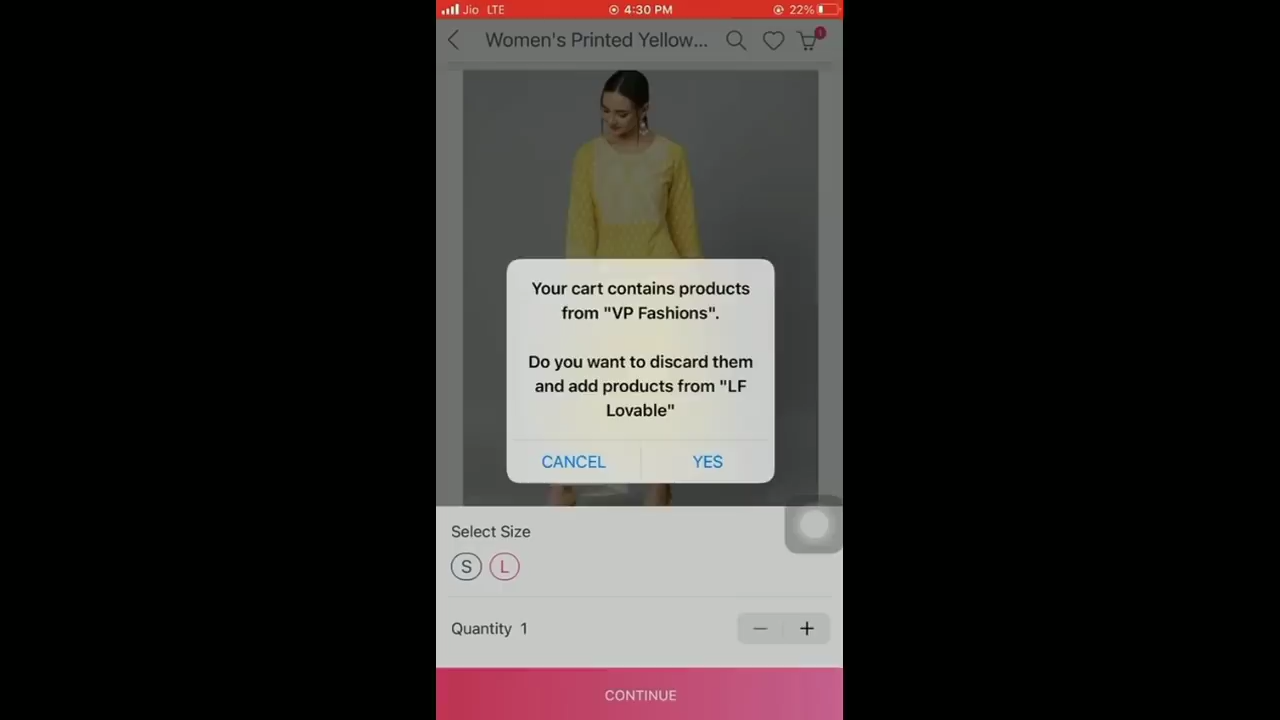 Jio LTE 4:30 PM 22%
Women's Printed Yellow... 1
Your cart contains products
from "VP Fashions".
Do you want to discard them
and add products from "LF
Lovable"
CANCEL YES
Select Size
S L
Quantity 1
CONTINUE